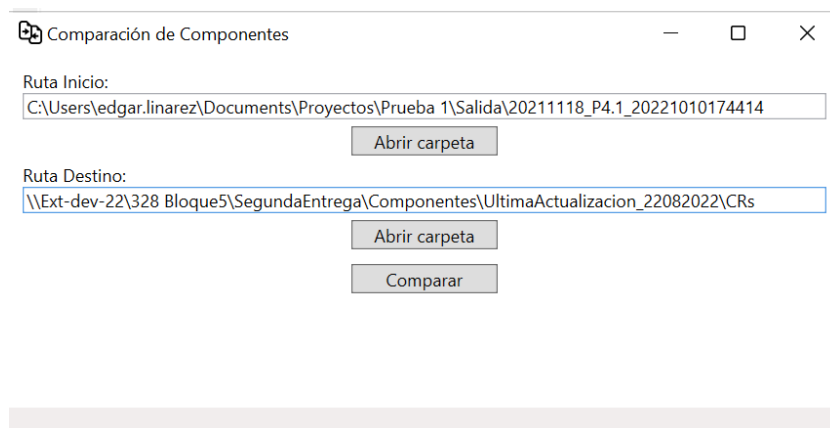 Comparación de Componentes
Ruta Inicio:
C:\Users\edgar.linarez\Documents\Proyectos\Prueba 1\Salida\20211118_P4.1_20221010174414
Abrir carpeta
Ruta Destino:
\\Ext-dev-22\328 Bloque5\SegundaEntrega\Componentes\UltimaActualizacion_22082022\CRs
Abrir carpeta
Comparar